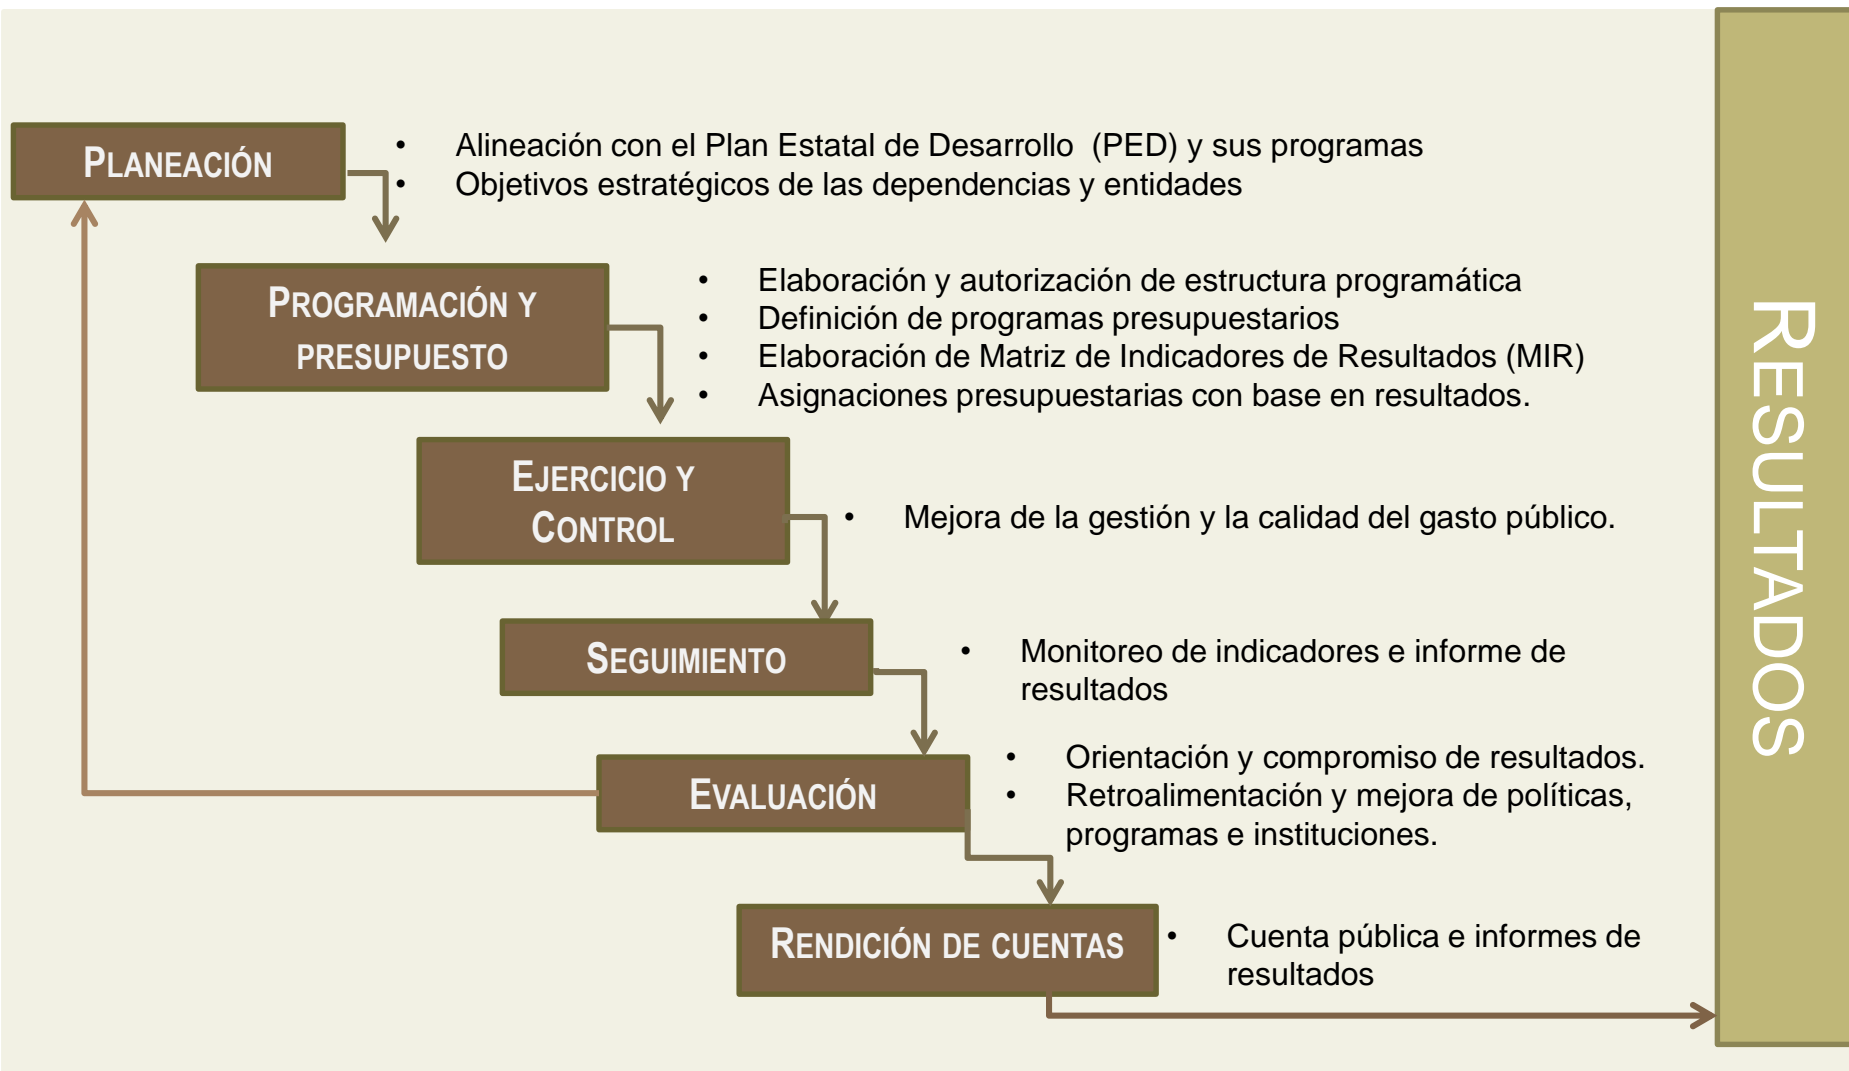 PLANEACIÓN
• Alineación con el Plan Estatal de Desarrollo (PED) y sus programas
• Objetivos estratégicos de las dependencias y entidades
PROGRAMACIÓN Y
PRESUPUESTO
• Elaboración y autorización de estructura programática
• Definición de programas presupuestarios
• Elaboración de Matriz de Indicadores de Resultados (MIR)
• Asignaciones presupuestarias con base en resultados.
EJERCICIO Y
CONTROL
• Mejora de la gestión y la calidad del gasto público.
SEGUIMIENTO
• Monitoreo de indicadores e informe de
resultados
EVALUACIÓN
• Orientación y compromiso de resultados.
• Retroalimentación y mejora de políticas,
programas e instituciones.
RENDICIÓN DE CUENTAS
• Cuenta pública e informes de
resultados
RESULTADOS